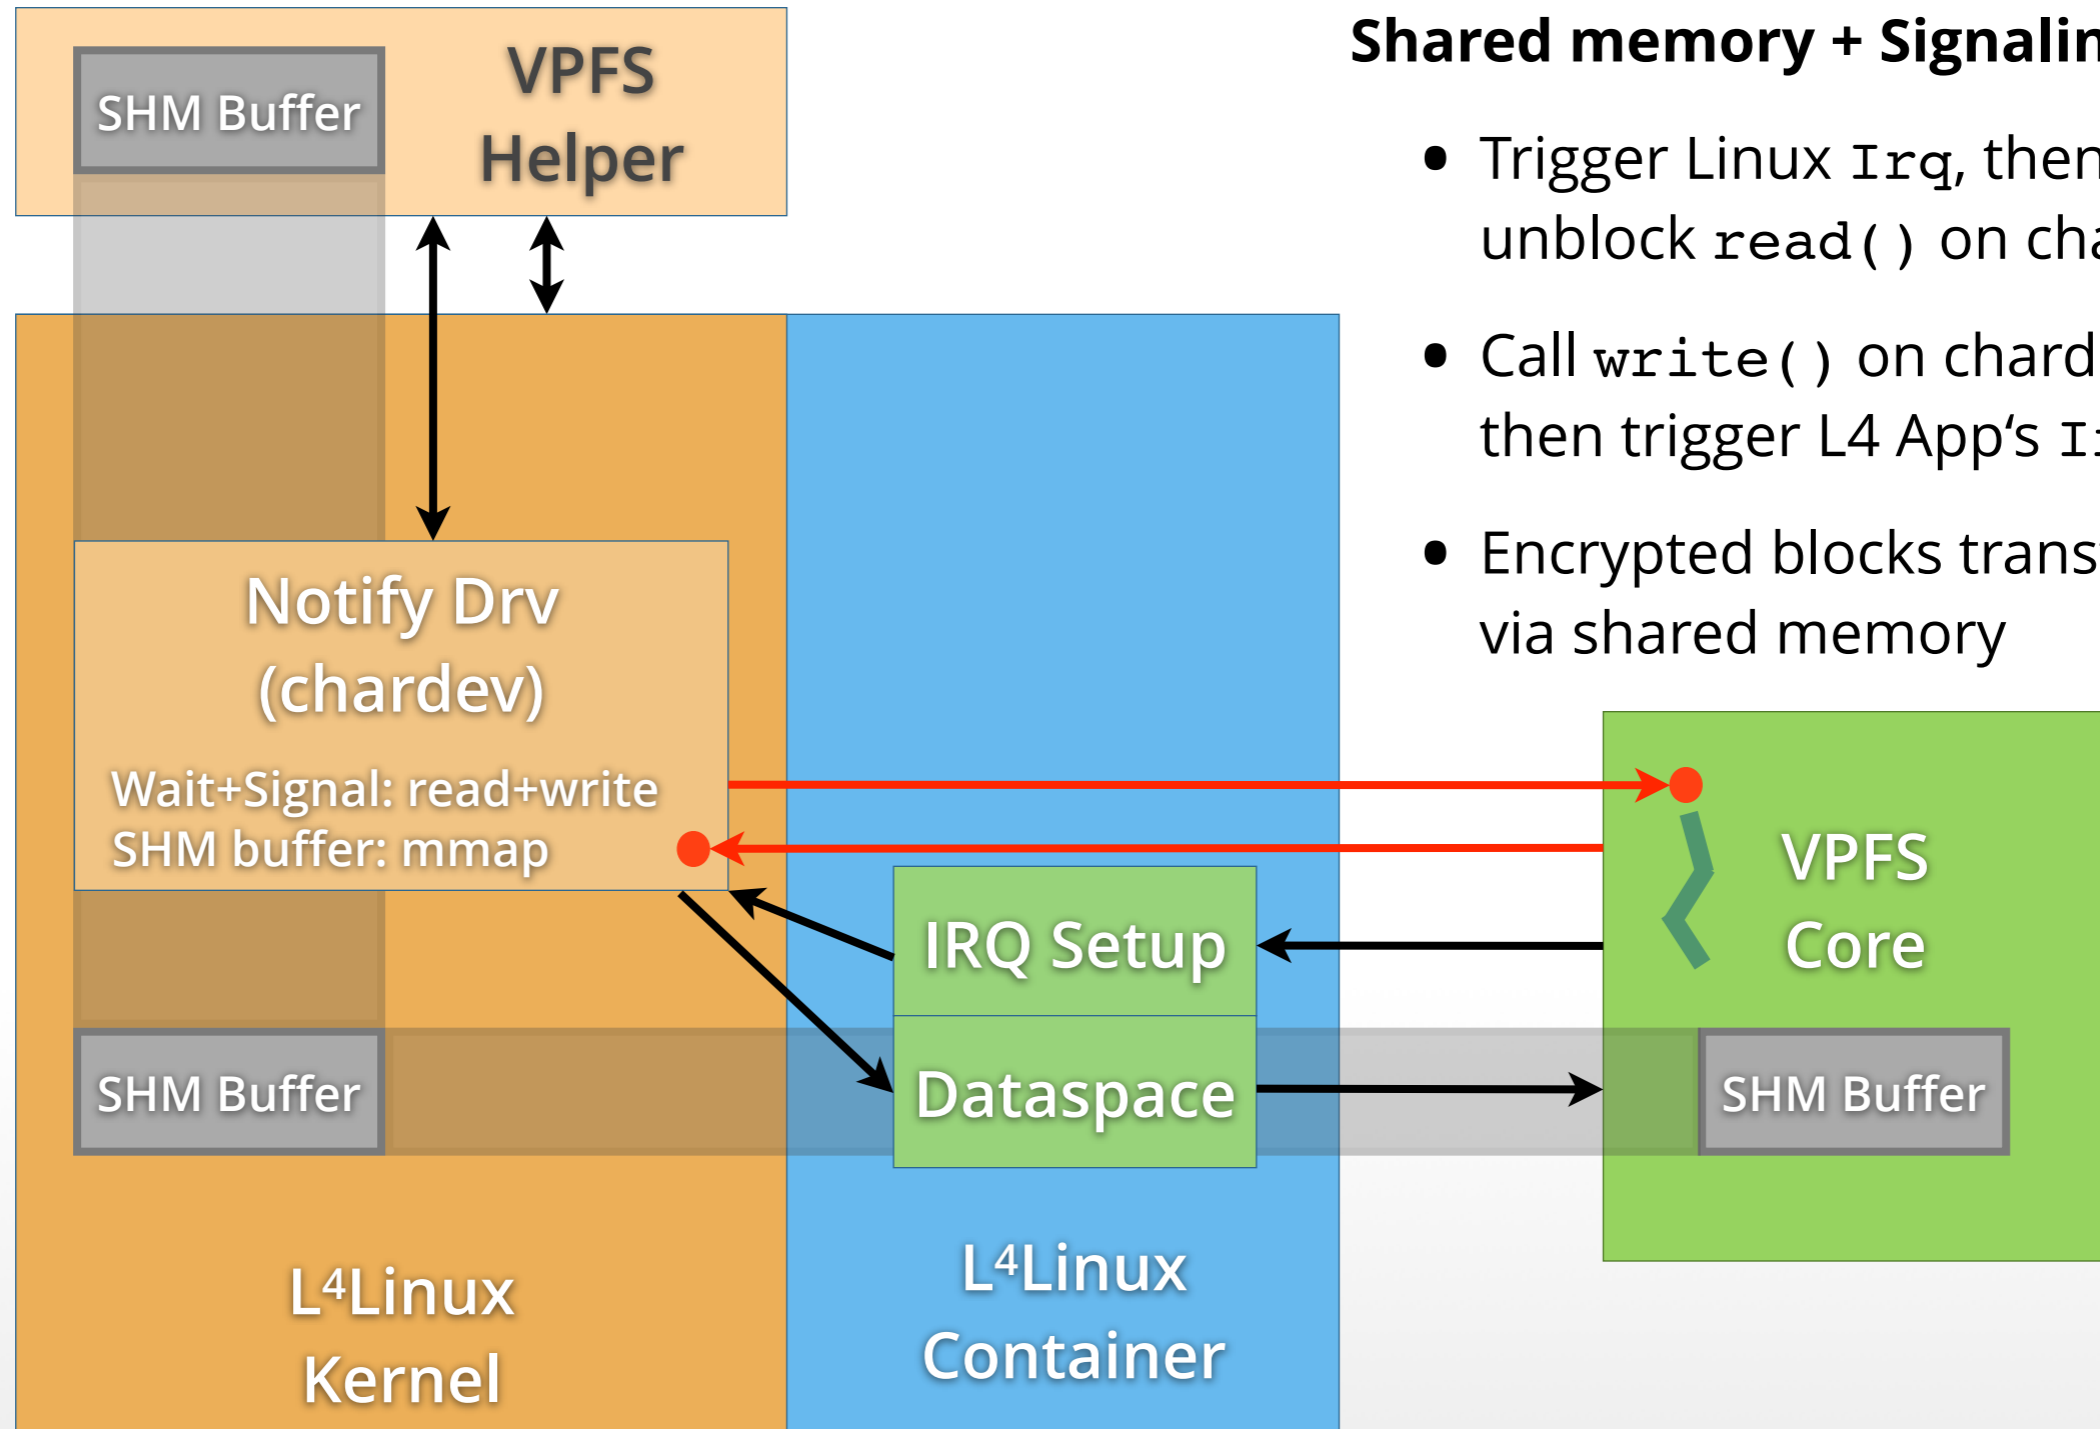 VPFS
Helper
SHM Buffer
Shared memory + Signalin
• Trigger Linux Irq, then
unblock read() on cha
• Call write() on chard
then trigger L4 App‘s
• Encrypted blocks trans
via shared memory
Notify Drv
(chardev)
Wait+Signal: read+write
SHM buffer: mmap
IRQ Setup
Dataspace
VPFS
Core
SHM Buffer
SHM Buffer
L⁴Linux
Kernel
L⁴Linux
Container